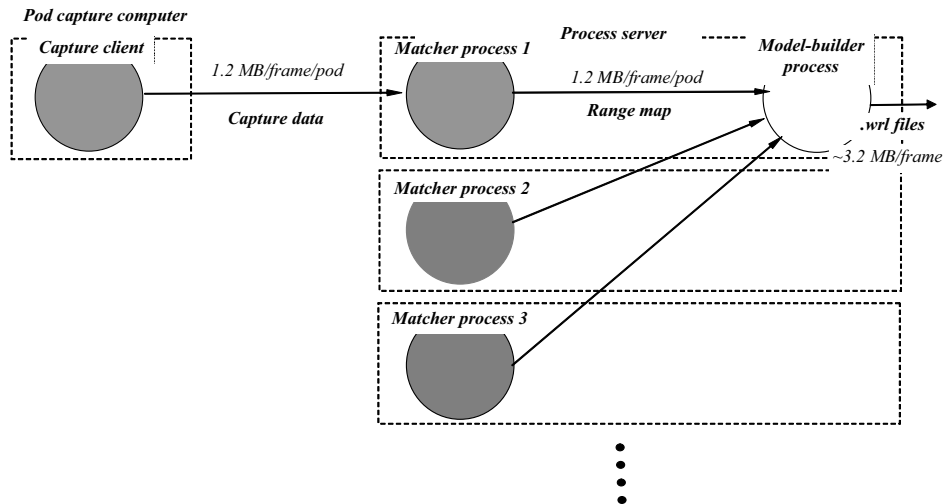 Pod capture computer
Capture client
1.2 MB/frame/pod
Capture data
Matcher process 1
Process server
1.2 MB/frame/pod
Range map
Model-builder
process
.wrl files
~3.2 MB/frame
Matcher process 2
Matcher process 3